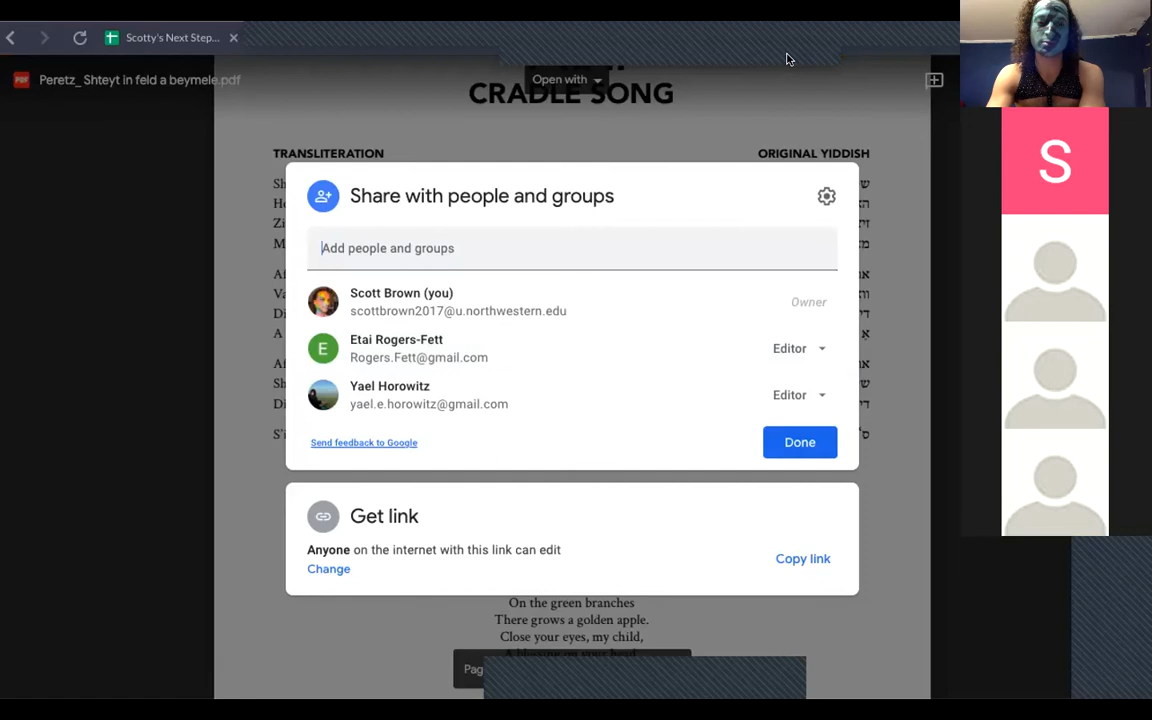 Scotty's Next Step...
Peretz_ Shteyt in feld a beymele.pdf
Open with
CRADLE SONG
TRANSLITERATION
ORIGINAL YIDDISH
Share with people and groups
Add people and groups
Scott Brown (you)
scottbrown2017@u.northwestern.edu
Owner
Etai Rogers-Fett
Rogers.Fett@gmail.com
Editor
Yael Horowitz
yael.e.horowitz@gmail.com
Editor
Send feedback to Google
Done
Get link
Anyone on the internet with this link can edit
Change
Copy link
On the green branches
There grows a golden apple.
Close your eyes, my child,
A blessing on your head
S